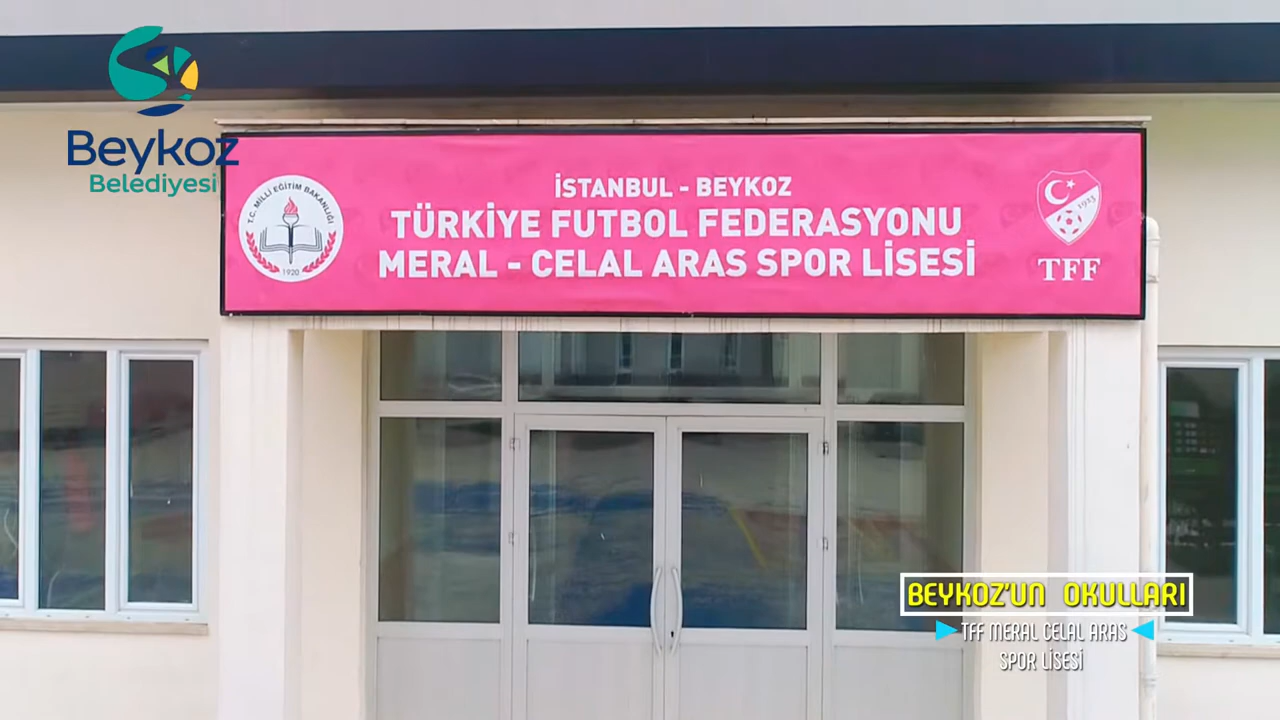 Beykoz
Belediyesi
T.C. MİLLİ EĞİTİM BAKANLIĞI
1920
İSTANBUL - BEYKOZ
TÜRKİYE FUTBOL FEDERASYONU
MERAL - CELAL ARAS SPOR LİSESİ
1923
TFF
BEYKOZ'UN OKULLARI
TFF MERAL CELAL ARAS
SPOR LİSESİ